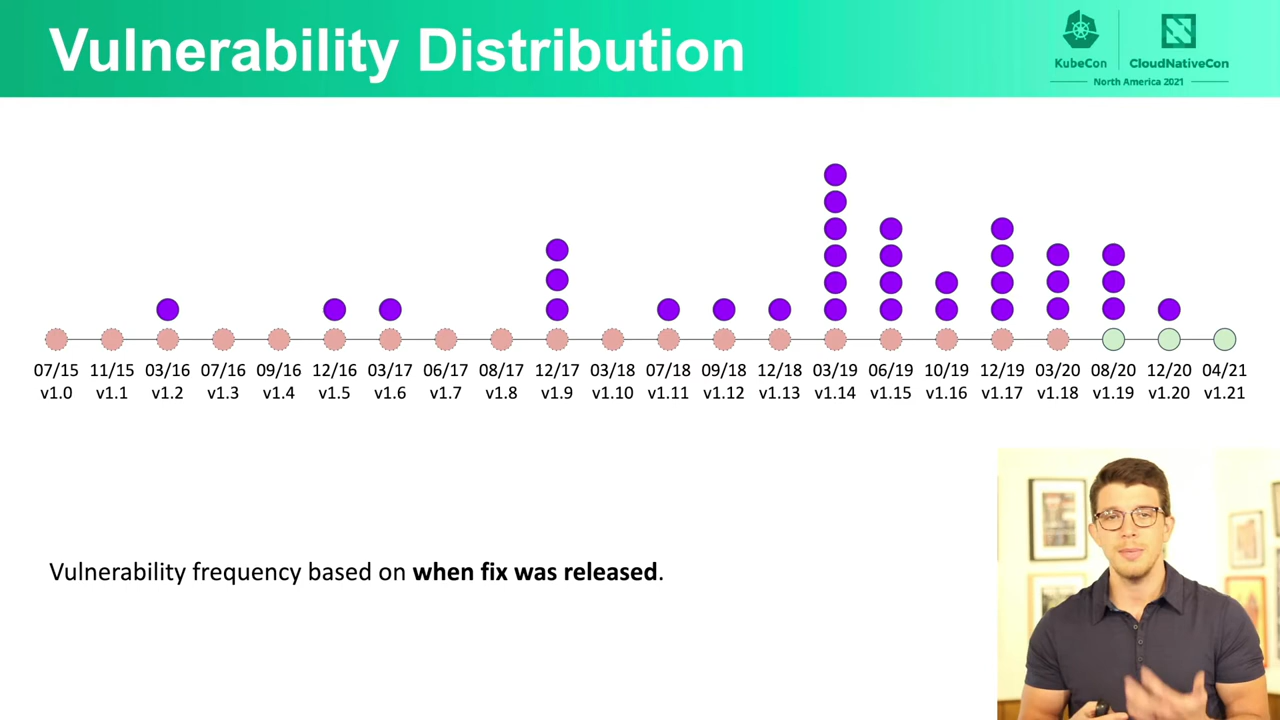 Vulnerability Distribution
KubeCon
CloudNativeCon
North America 2021
07/15 11/15 03/16 07/16 09/16 12/16 03/17 06/17 08/17 12/17 03/18 07/18 09/18 12/18 03/19 06/19 10/19 12/19 03/20 08/20 12/20 04/21
v1.0 v1.1 v1.2 v1.3 v1.4 v1.5 v1.6 v1.7 v1.8 v1.9 v1.10 v1.11 v1.12 v1.13 v1.14 v1.15 v1.16 v1.17 v1.18 v1.19 v1.20 v1.21
Vulnerability frequency based on when fix was released.